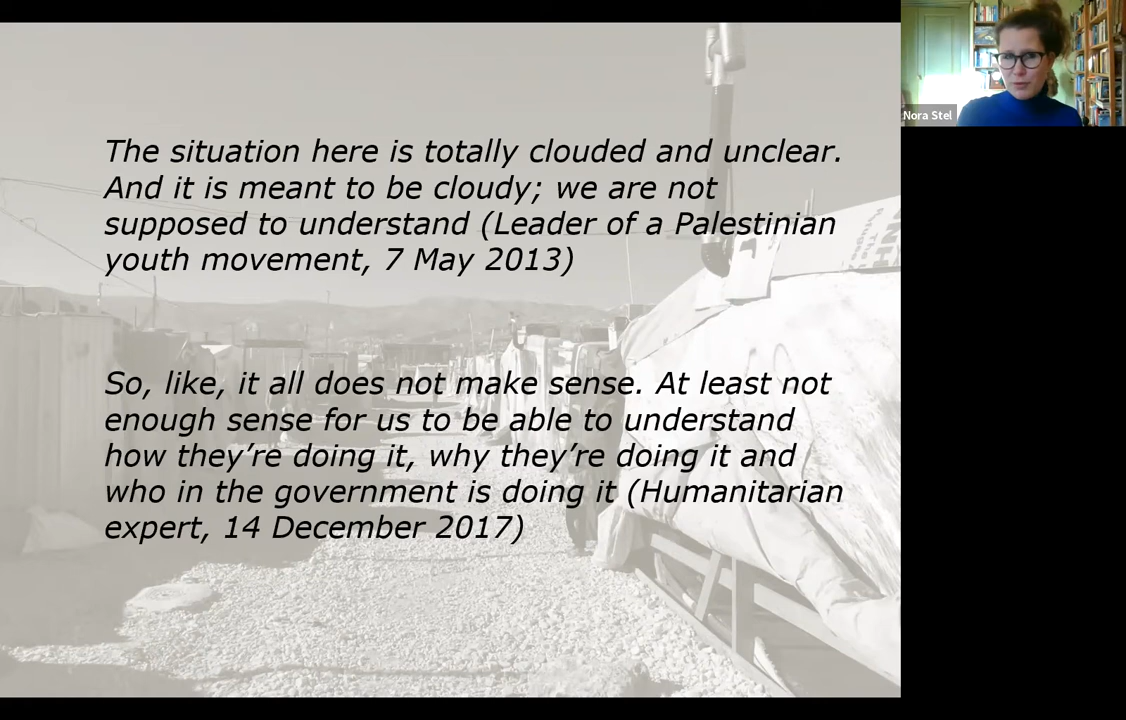 The situation here is totally clouded and unclear.
And it is meant to be cloudy; we are not
supposed to understand (Leader of a Palestinian
youth movement, 7 May 2013)
So, like, it all does not make sense. At least not
enough sense for us to be able to understand
how they’re doing it, why they’re doing it and
who in the government is doing it (Humanitarian
expert, 14 December 2017)
Nora Stel